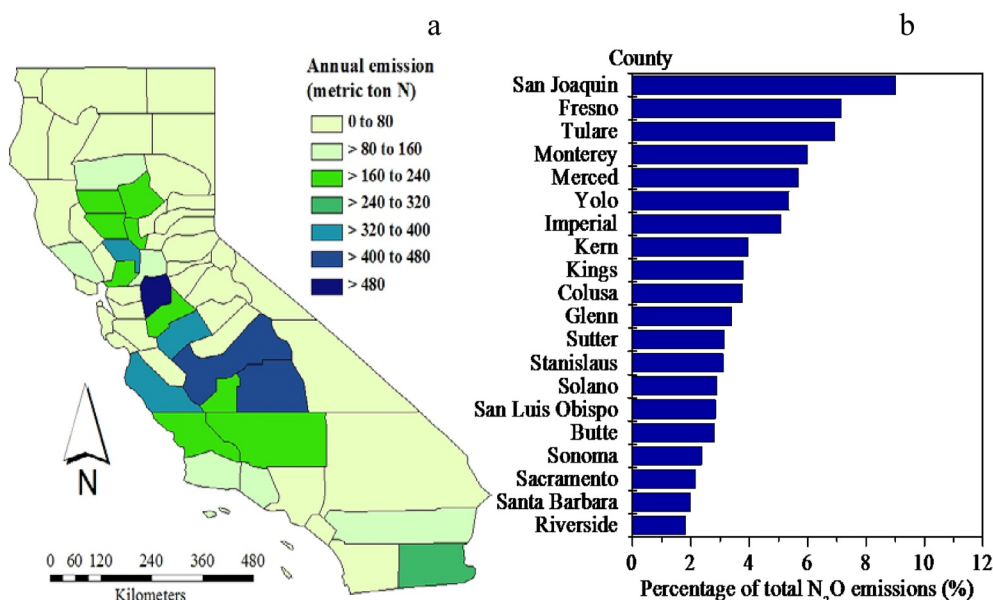 a
Annual emission
(metric ton N)
0 to 80
> 80 to 160
> 160 to 240
> 240 to 320
> 320 to 400
> 400 to 480
> 480
N
0 60 120 240 360 480
Kilometers
b
County
San Joaquin
Fresno
Tulare
Monterey
Merced
Yolo
Imperial
Kern
Kings
Colusa
Glenn
Sutter
Stanislaus
Solano
San Luis Obispo
Butte
Sonoma
Sacramento
Santa Barbara
Riverside
0 2 4 6 8 10 12
Percentage of total N₂O emissions (%)